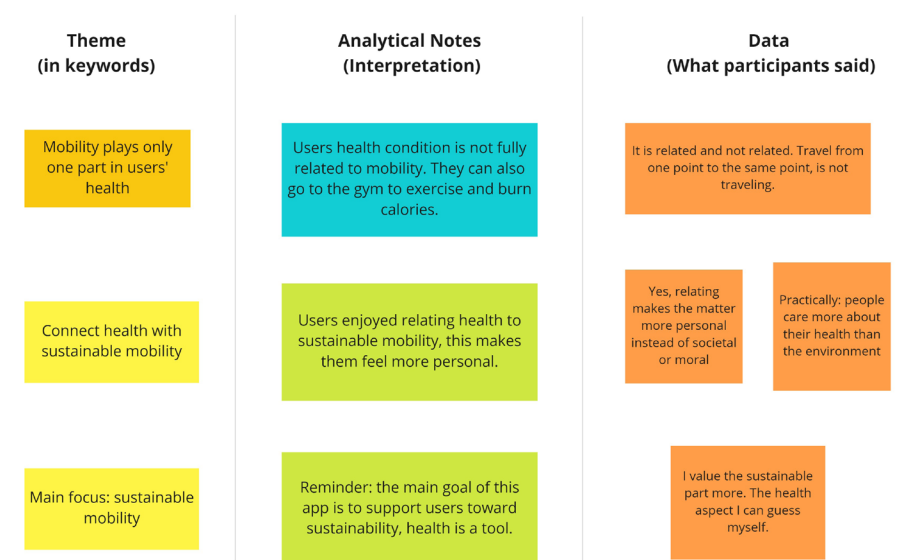 Theme
(in keywords)
Analytical Notes
(Interpretation)
Data
(What participants said)
Mobility plays only
one part in users'
health
Users health condition is not fully
related to mobility. They can also
go to the gym to exercise and burn
calories.
It is related and not related. Travel from
one point to the same point, is not
traveling.
Connect health with
sustainable mobility
Users enjoyed relating health to
sustainable mobility, this makes
them feel more personal.
Yes, relating
makes the matter
more personal
instead of societal
or moral
Practically: people
care more about
their health than
the environment
Main focus: sustainable
mobility
Reminder: the main goal of this
app is to support users toward
sustainability, health is a tool.
I value the sustainable
part more. The health
aspect I can guess
myself.